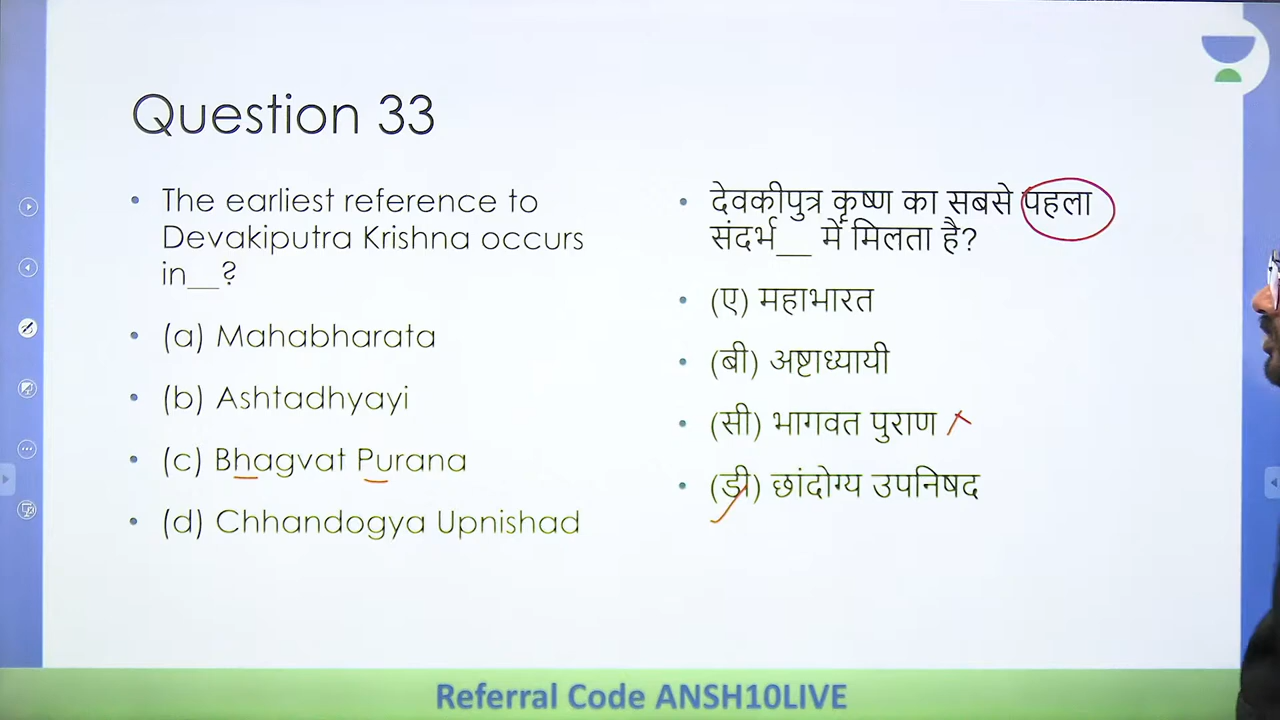 Question 33
• The earliest reference to
Devakiputra Krishna occurs
in__?
• (a) Mahabharata
• (b) Ashtadhyayi
• (c) Bhagvat Purana
• (d) Chhandogya Upnishad
• देवकीपुत्र कृष्ण का सबसे पहला
संदर्भ__ में मिलता है?
• (ए) महाभारत
• (बी) अष्टाध्यायी
• (सी) भागवत पुराण
• (डी) छांदोग्य उपनिषद
Referral Code ANSH10LIVE